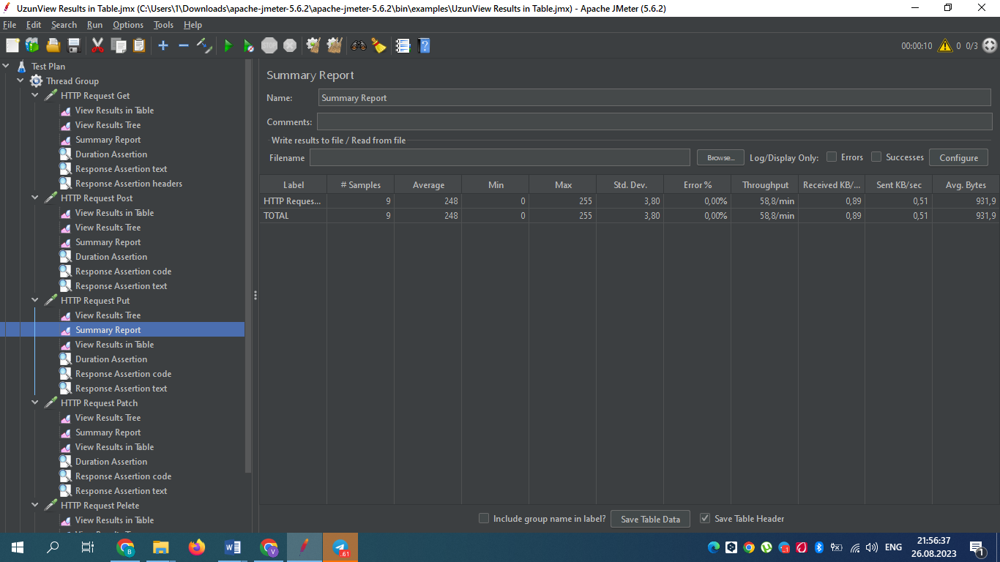 UzunView Results in Table.jmx (C:\Users\1\Downloads\apache-jmeter-5.6.2\apache-jmeter-5.6.2\bin\examples\UzunView Results in Table.jmx) - Apache JMeter (5.6.2)
File Edit Search Run Options Tools Help
STOP 00:00:10 0 0/3
Test Plan
Thread Group
HTTP Request Get
View Results in Table
View Results Tree
Summary Report
Duration Assertion
Response Assertion text
Response Assertion headers
HTTP Request Post
View Results in Table
View Results Tree
Summary Report
Duration Assertion
Response Assertion code
Response Assertion text
HTTP Request Put
View Results Tree
Summary Report
View Results in Table
Duration Assertion
Response Assertion code
Response Assertion text
HTTP Request Patch
View Results Tree
Summary Report
View Results in Table
Duration Assertion
Response Assertion code
Response Assertion text
HTTP Request Pelete
View Results in Table
Summary Report
Name: Summary Report
Comments:
Write results to file / Read from file
Filename Browse... Log/Display Only: Errors Successes Configure
Label # Samples Average Min Max Std. Dev. Error % Throughput Received KB/... Sent KB/sec Avg. Bytes
HTTP Reques... 9 248 0 255 3,80 0,00% 58,8/min 0,89 0,51 931,9
TOTAL 9 248 0 255 3,80 0,00% 58,8/min 0,89 0,51 931,9
Include group name in label? Save Table Data Save Table Header
B W V ..61 ENG 21:56:37
26.08.2023 1